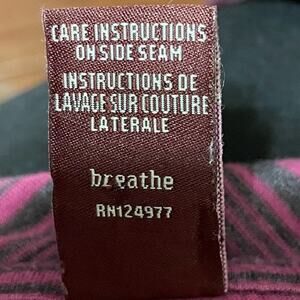 CARE INSTRUCTIONS
ON SIDE SEAM
INSTRUCTIONS DE
LAVAGE SUR COUTURE
LATERALE
breathe
RN124977